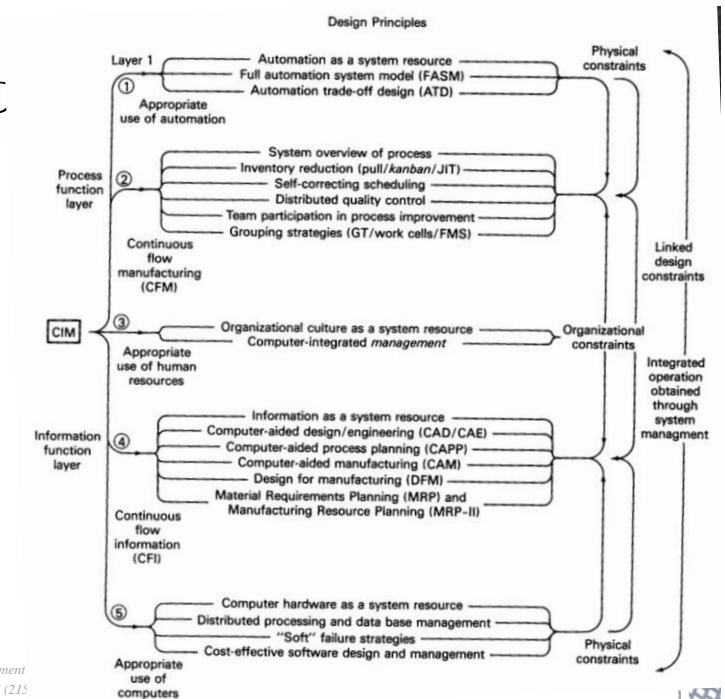 Design Principles
Layer 1
①
Appropriate
use of automation
Automation as a system resource
Full automation system model (FASM)
Automation trade-off design (ATD)
Physical
constraints
Process
function
layer
②
Continuous
flow
manufacturing
(CFM)
System overview of process
Inventory reduction (pull/kanban/JIT)
Self-correcting scheduling
Distributed quality control
Team participation in process improvement
Grouping strategies (GT/work cells/FMS)
Linked
design
constraints
CIM
③
Appropriate
use of human
resources
Organizational culture as a system resource
Computer-integrated management
Organizational
constraints
Integrated
operation
obtained
through
system
managment
Information
function
layer
④
Continuous
flow
information
(CFI)
Information as a system resource
Computer-aided design/engineering (CAD/CAE)
Computer-aided process planning (CAPP)
Computer-aided manufacturing (CAM)
Design for manufacturing (DFM)
Material Requirements Planning (MRP) and
Manufacturing Resource Planning (MRP-II)
⑤
Appropriate
use of
computers
Computer hardware as a system resource
Distributed processing and data base management
"Soft" failure strategies
Cost-effective software design and management
Physical
constraints
ment
(215